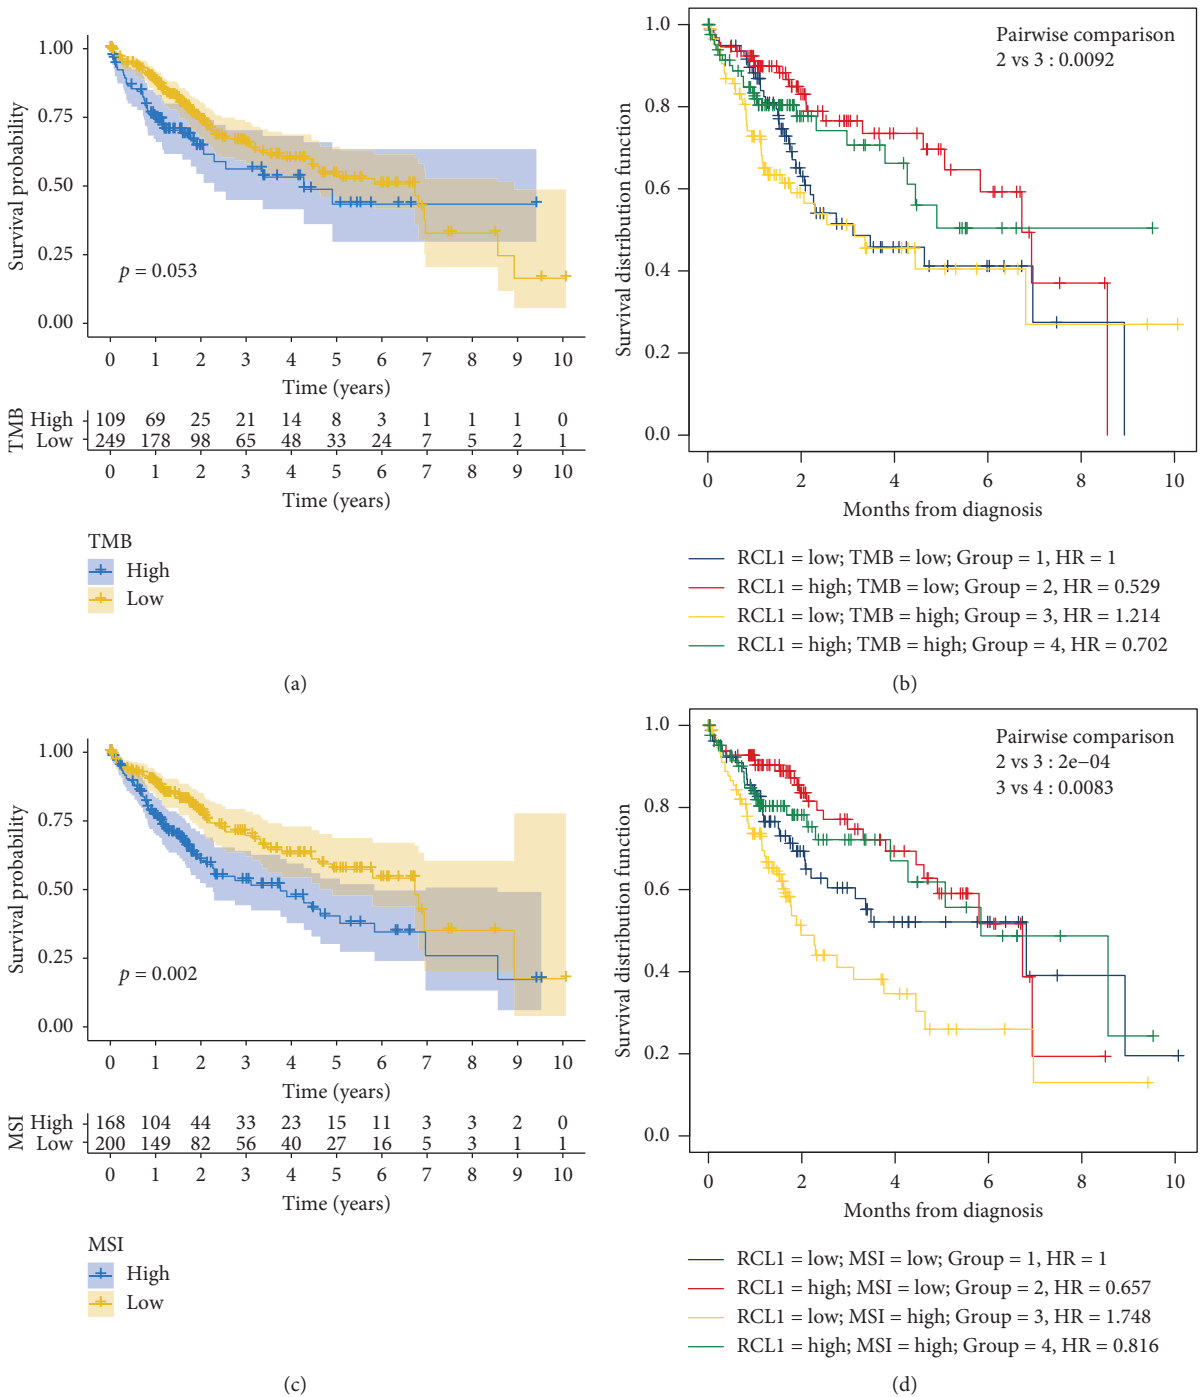 1.00
0.75
0.50
0.25
0.00
Survival probability
p = 0.053
0 1 2 3 4 5 6 7 8 9 10
Time (years)
TMB
High 109 69 25 21 14 8 3 1 1 1 0
Low 249 178 98 65 48 33 24 7 5 2 1
0 1 2 3 4 5 6 7 8 9 10
Time (years)
TMB
High
Low
(a)
1.0
0.8
0.6
0.4
0.2
0.0
Survival distribution function
Pairwise comparison
2 vs 3 : 0.0092
0 2 4 6 8 10
Months from diagnosis
RCL1 = low; TMB = low; Group = 1, HR = 1
RCL1 = high; TMB = low; Group = 2, HR = 0.529
RCL1 = low; TMB = high; Group = 3, HR = 1.214
RCL1 = high; TMB = high; Group = 4, HR = 0.702
(b)
1.00
0.75
0.50
0.25
0.00
Survival probability
p = 0.002
0 1 2 3 4 5 6 7 8 9 10
Time (years)
MSI
High 168 104 44 33 23 15 11 3 3 2 0
Low 200 149 82 56 40 27 16 5 3 1 1
0 1 2 3 4 5 6 7 8 9 10
Time (years)
MSI
High
Low
(c)
1.0
0.8
0.6
0.4
0.2
0.0
Survival distribution function
Pairwise comparison
2 vs 3 : 2e−04
3 vs 4 : 0.0083
0 2 4 6 8 10
Months from diagnosis
RCL1 = low; MSI = low; Group = 1, HR = 1
RCL1 = high; MSI = low; Group = 2, HR = 0.657
RCL1 = low; MSI = high; Group = 3, HR = 1.748
RCL1 = high; MSI = high; Group = 4, HR = 0.816
(d)